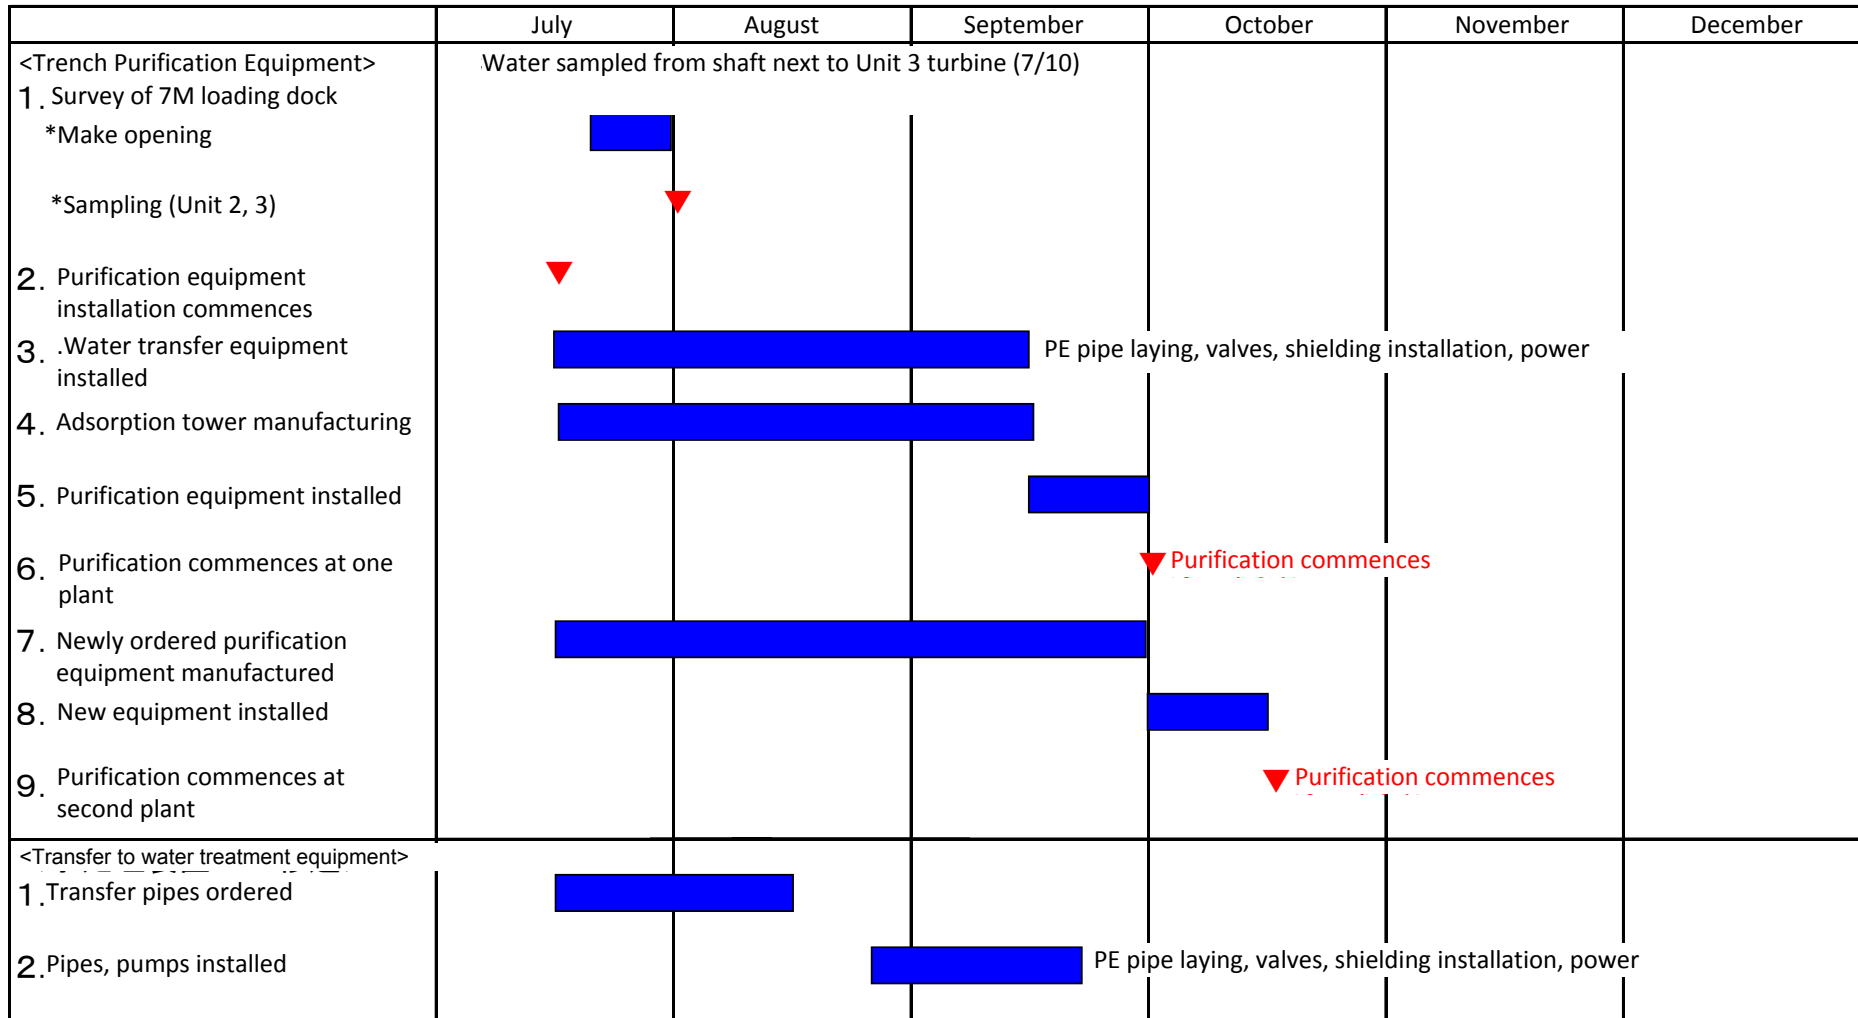 July August September October November December
<Trench Purification Equipment>
Water sampled from shaft next to Unit 3 turbine (7/10)
1. Survey of 7M loading dock
*Make opening
*Sampling (Unit 2, 3)
2. Purification equipment
installation commences
3. .Water transfer equipment
installed
PE pipe laying, valves, shielding installation, power
4. Adsorption tower manufacturing
5. Purification equipment installed
6. Purification commences at one
plant
Purification commences
7. Newly ordered purification
equipment manufactured
8. New equipment installed
9. Purification commences at
second plant
Purification commences
<Transfer to water treatment equipment>
1.Transfer pipes ordered
2.Pipes, pumps installed
PE pipe laying, valves, shielding installation, power